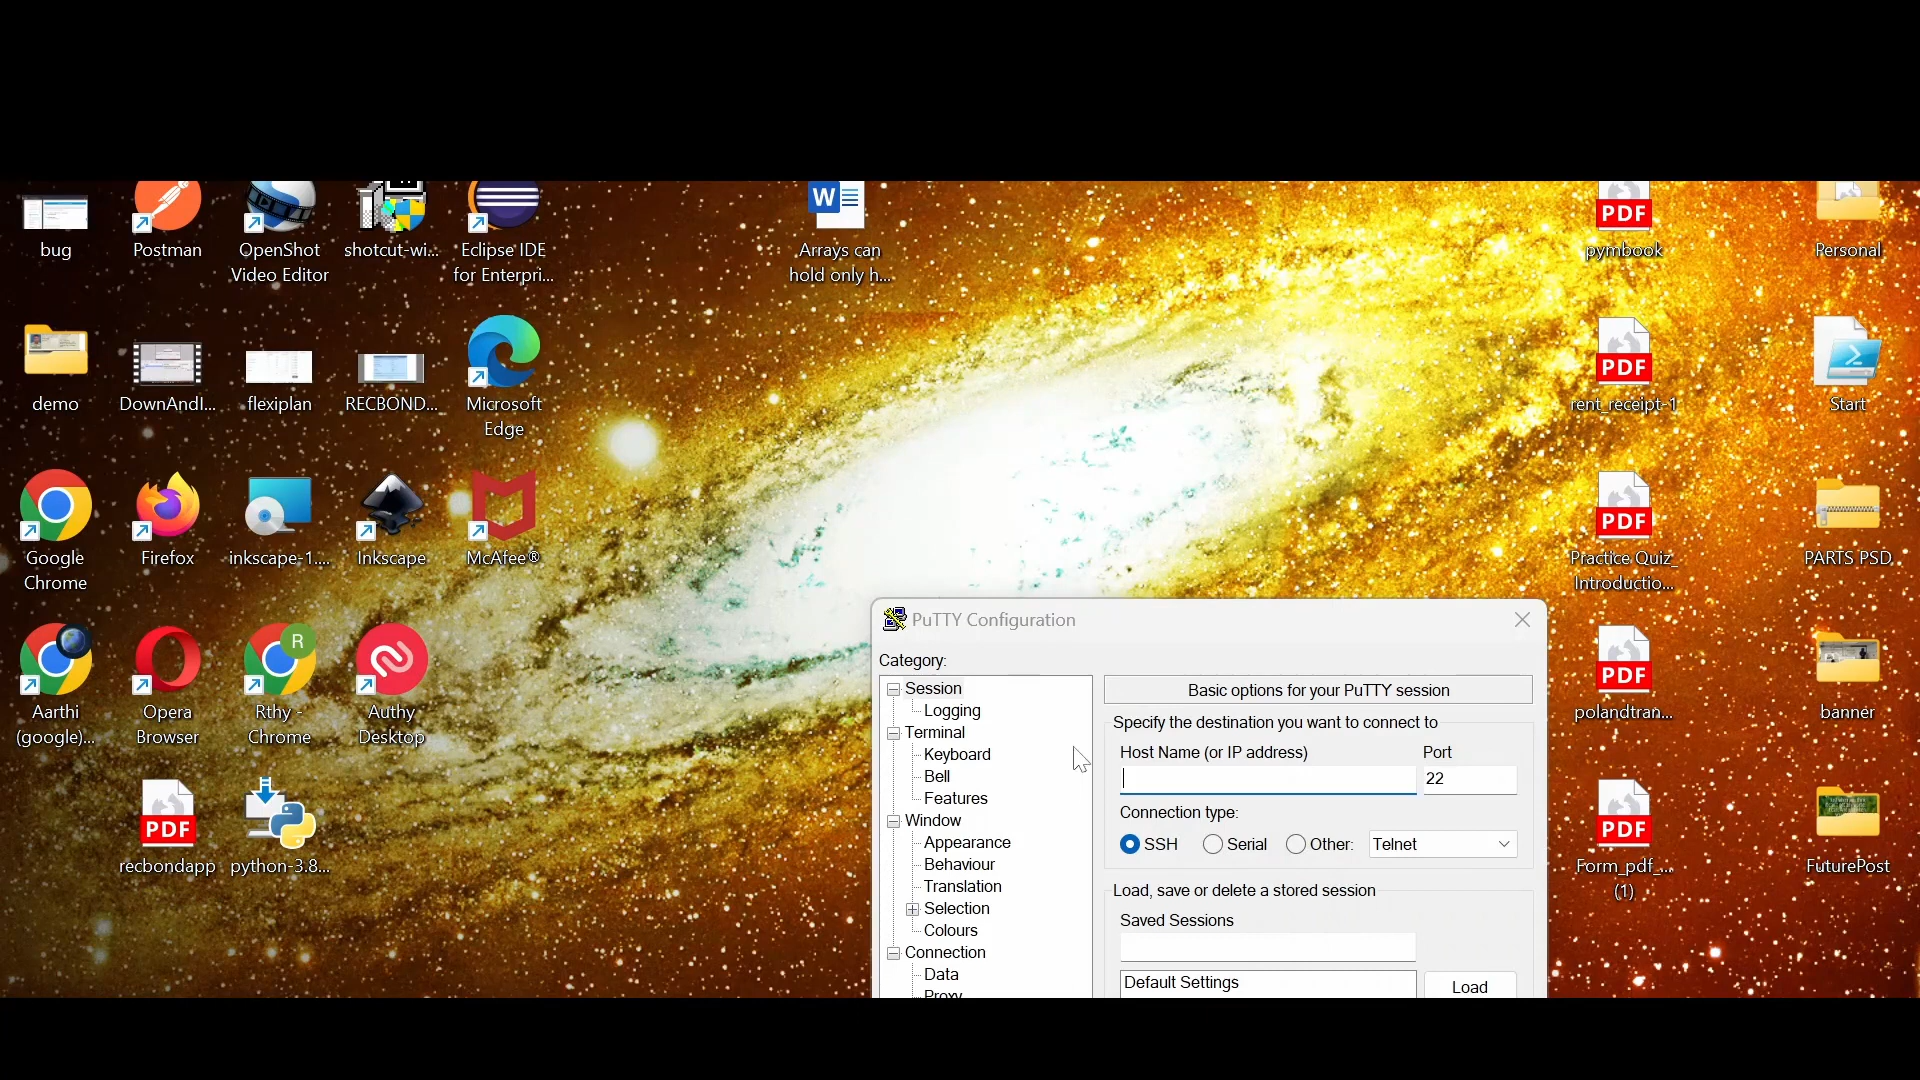 bug
Postman
OpenShot
Video Editor
shotcut-wi...
Eclipse IDE
for Enterpri...
W
Arrays can
hold only h...
PDF
pymbook
Personal
demo
DownAndI...
flexiplan
RECBOND...
Microsoft
Edge
PDF
rent_receipt-1
Start
Google
Chrome
Firefox
inkscape-1....
Inkscape
McAfee®
PDF
Practice Quiz_
Introductio...
PARTS PSD
Aarthi
(google)...
Opera
Browser
R
Rthy -
Chrome
Authy
Desktop
PDF
polandtran...
banner
PDF
recbondapp
python-3.8...
PDF
Form_pdf_...
(1)
FuturePost
PuTTY Configuration
Category:
Session
Logging
Terminal
Keyboard
Bell
Features
Window
Appearance
Behaviour
Translation
Selection
Colours
Connection
Data
Proxy
Basic options for your PuTTY session
Specify the destination you want to connect to
Host Name (or IP address)
Port
22
Connection type:
SSH
Serial
Other:
Telnet
Load, save or delete a stored session
Saved Sessions
Default Settings
Load